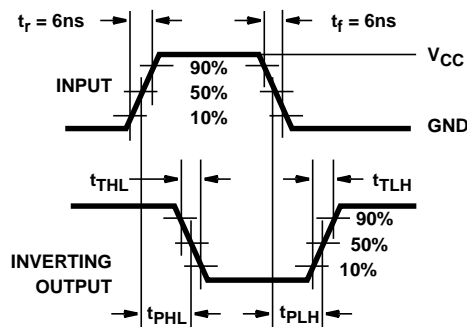 tr = 6ns
tf = 6ns
VCC
90%
INPUT
50%
10%
GND
tTHL
tTLH
90%
50%
INVERTING
OUTPUT
10%
tPHL
tPLH